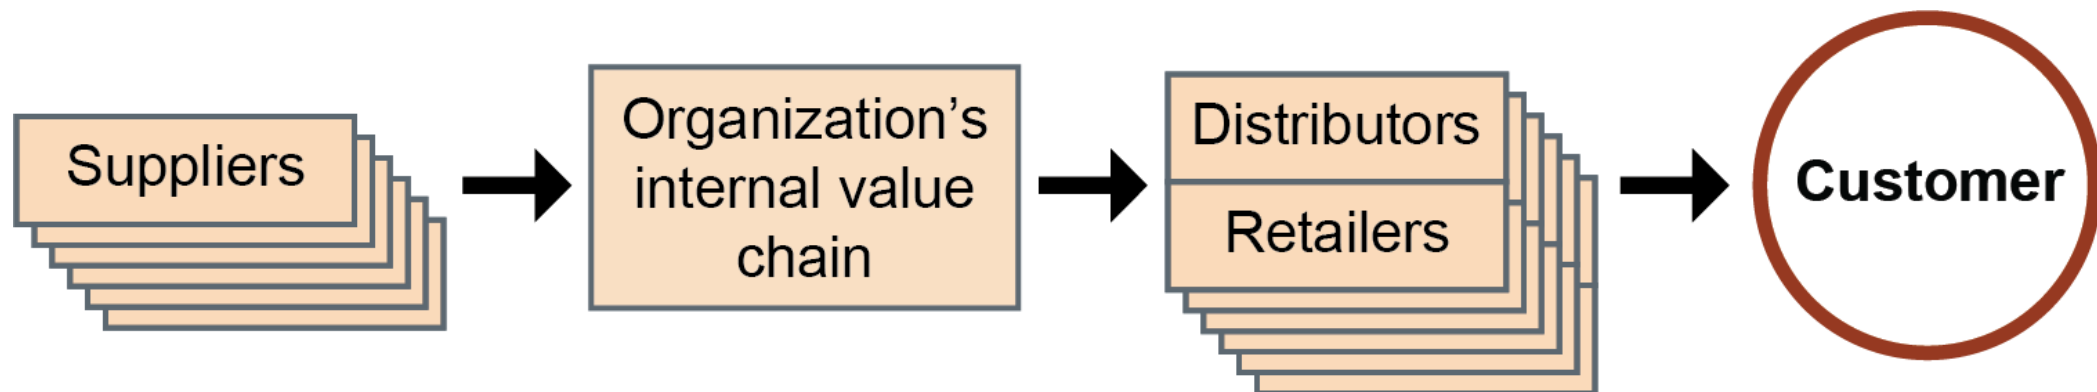 Suppliers
Organization’s
internal value
chain
Distributors
Retailers
Customer